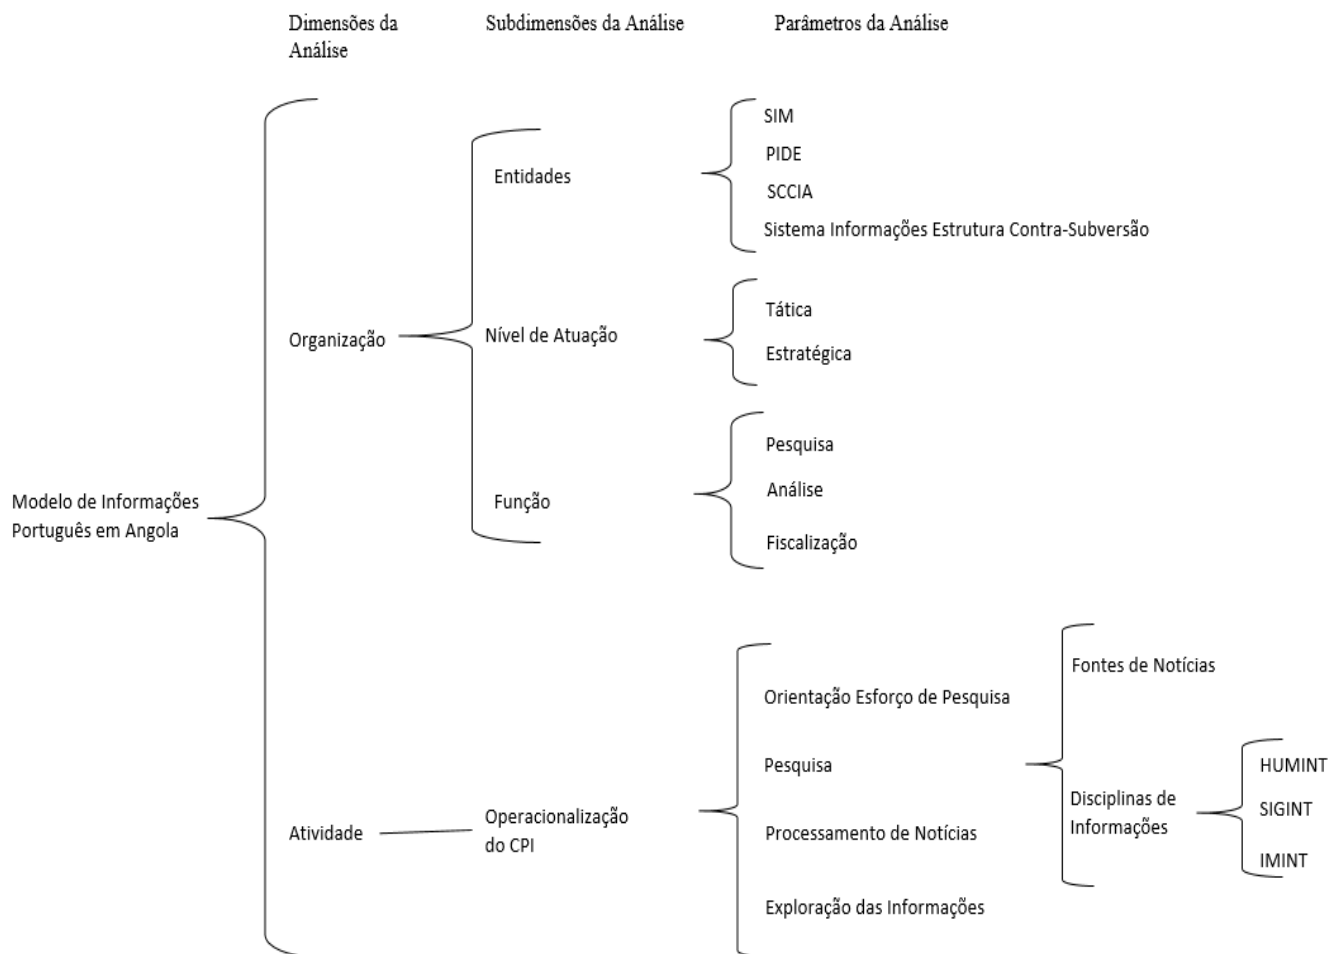 Dimensões da
Análise
Subdimensões da Análise
Parâmetros da Análise
Modelo de Informações
Português em Angola
Organização
Entidades
SIM
PIDE
SCCIA
Sistema Informações Estrutura Contra-Subversão
Nível de Atuação
Tática
Estratégica
Função
Pesquisa
Análise
Fiscalização
Atividade
Operacionalização
do CPI
Orientação Esforço de Pesquisa
Pesquisa
Fontes de Notícias
Disciplinas de
Informações
HUMINT
SIGINT
IMINT
Processamento de Notícias
Exploração das Informações